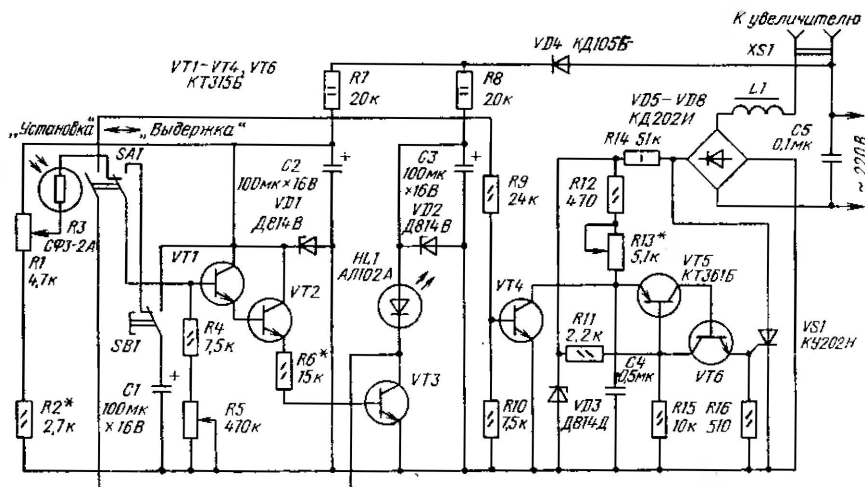 К увеличителю
VD4 КД105Б
XS1
VT1-VT4, VT6
КТ315Б
R7
20к
R8
20к
L1
VD5-VD8
КД202И
„Установка" „Выдержка"
SA1
R14 51к
C5
0,1мк
~220В
C2
100мк×16В
VD1
Д814В
C3
100мк
×16В
VD2
Д814В
R9
24к
R12
470
R3
СФ3-2А
R1
4,7к
R13*
5,1к
VT1
HL1
АЛ102А
VT4
VT5
КТ361Б
VT2
SB1
R4
7,5к
R11
2,2к
VS1
КУ202Н
R6*
15к
VT3
C4
0,5мк
VT6
R2*
2,7к
C1
100мк
×16В
R5
470к
R10
7,5к
VD3
Д814Д
R15
10к
R16
510